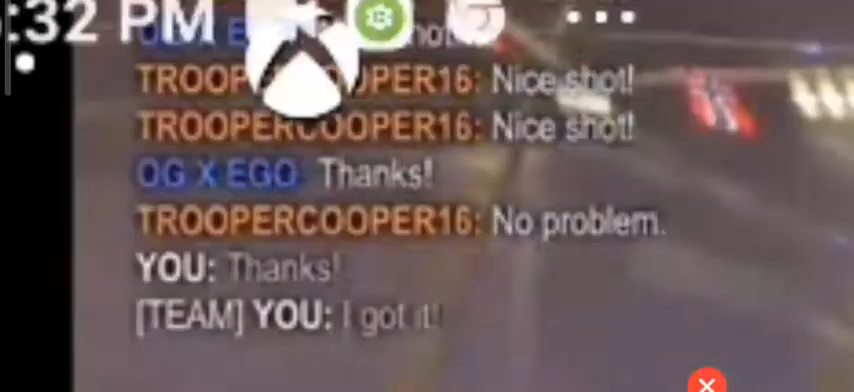 :32 PM
OG X E
TROOPERCOOPER16: Nice shot!
TROOPERCOOPER16: Nice shot!
OG X EGO: Thanks!
TROOPERCOOPER16: No problem.
YOU: Thanks!
[TEAM] YOU: I got it!